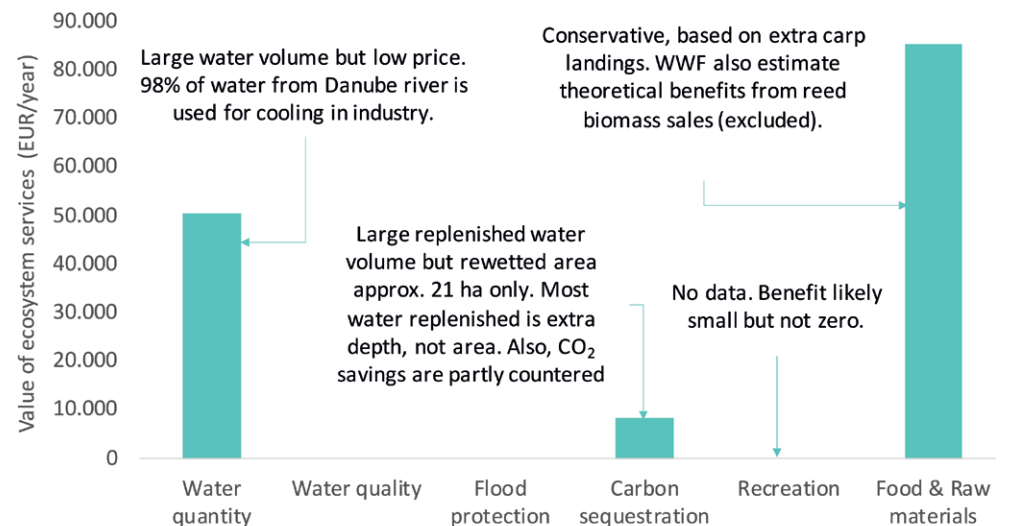 90.000
80.000
70.000
60.000
50.000
40.000
30.000
20.000
10.000
0
Value of ecosystem services (EUR/year)
Large water volume but low price.
98% of water from Danube river is
used for cooling in industry.
Conservative, based on extra carp
landings. WWF also estimate
theoretical benefits from reed
biomass sales (excluded).
Large replenished water
volume but rewetted area
approx. 21 ha only. Most
water replenished is extra
depth, not area. Also, CO₂
savings are partly countered
No data. Benefit likely
small but not zero.
Water
quantity
Water quality
Flood
protection
Carbon
sequestration
Recreation
Food & Raw
materials